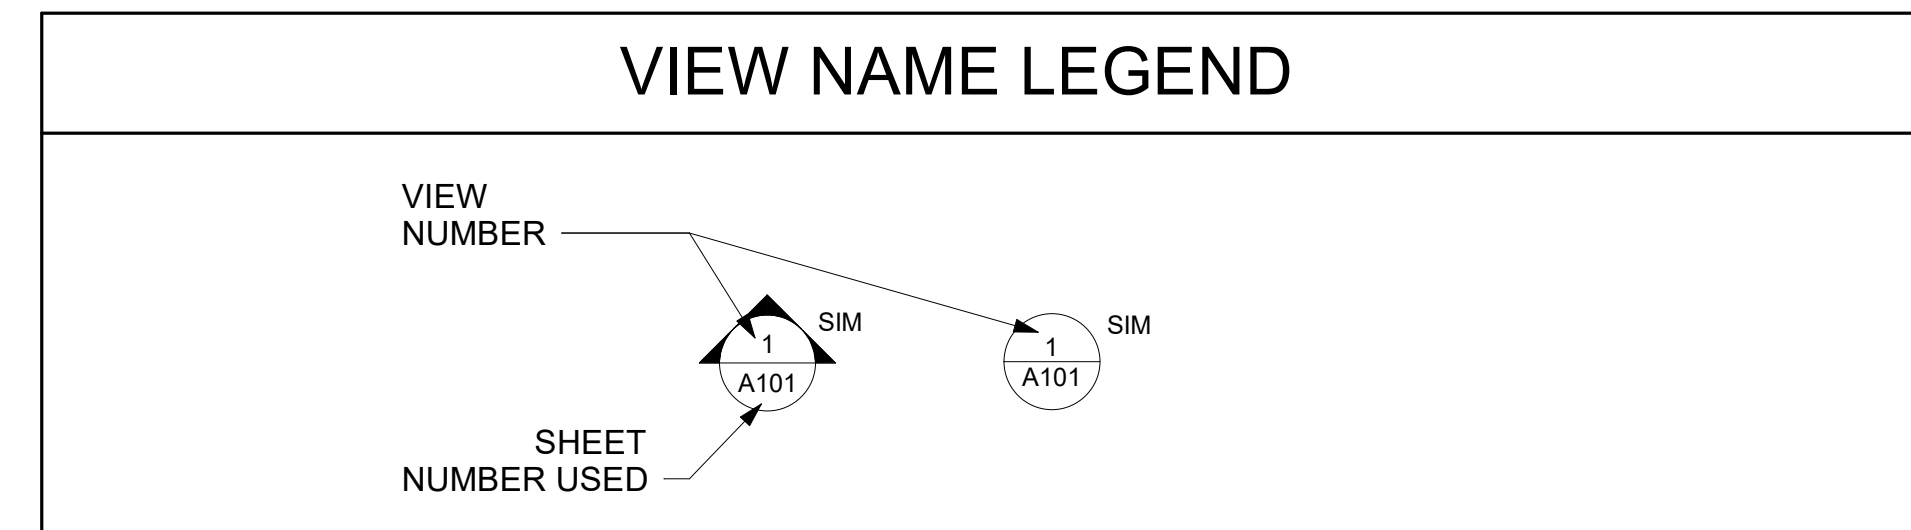 VIEW NAME LEGEND
VIEW
NUMBER
SIM
1
A101
SIM
1
A101
SHEET
NUMBER USED